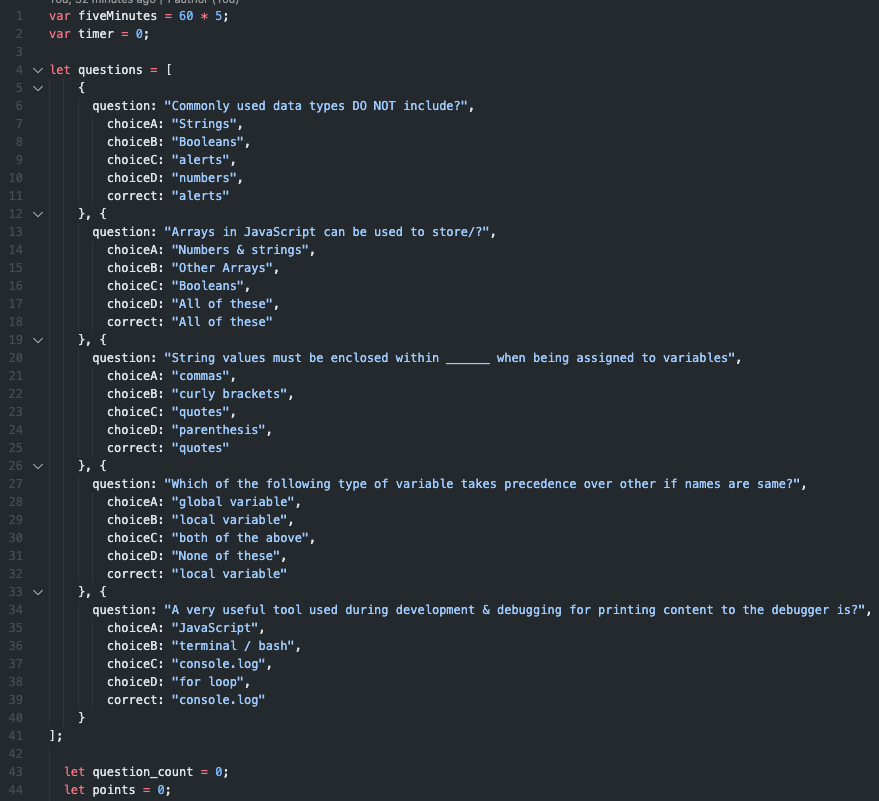 You, 32 minutes ago | 1 author (You)
1 var fiveMinutes = 60 * 5;
2 var timer = 0;
3
4 let questions = [
5 {
6 question: "Commonly used data types DO NOT include?",
7 choiceA: "Strings",
8 choiceB: "Booleans",
9 choiceC: "alerts",
10 choiceD: "numbers",
11 correct: "alerts"
12 }, {
13 question: "Arrays in JavaScript can be used to store/?",
14 choiceA: "Numbers & strings",
15 choiceB: "Other Arrays",
16 choiceC: "Booleans",
17 choiceD: "All of these",
18 correct: "All of these"
19 }, {
20 question: "String values must be enclosed within ______ when being assigned to variables",
21 choiceA: "commas",
22 choiceB: "curly brackets",
23 choiceC: "quotes",
24 choiceD: "parenthesis",
25 correct: "quotes"
26 }, {
27 question: "Which of the following type of variable takes precedence over other if names are same?",
28 choiceA: "global variable",
29 choiceB: "local variable",
30 choiceC: "both of the above",
31 choiceD: "None of these",
32 correct: "local variable"
33 }, {
34 question: "A very useful tool used during development & debugging for printing content to the debugger is?",
35 choiceA: "JavaScript",
36 choiceB: "terminal / bash",
37 choiceC: "console.log",
38 choiceD: "for loop",
39 correct: "console.log"
40 }
41 ];
42
43 let question_count = 0;
44 let points = 0;